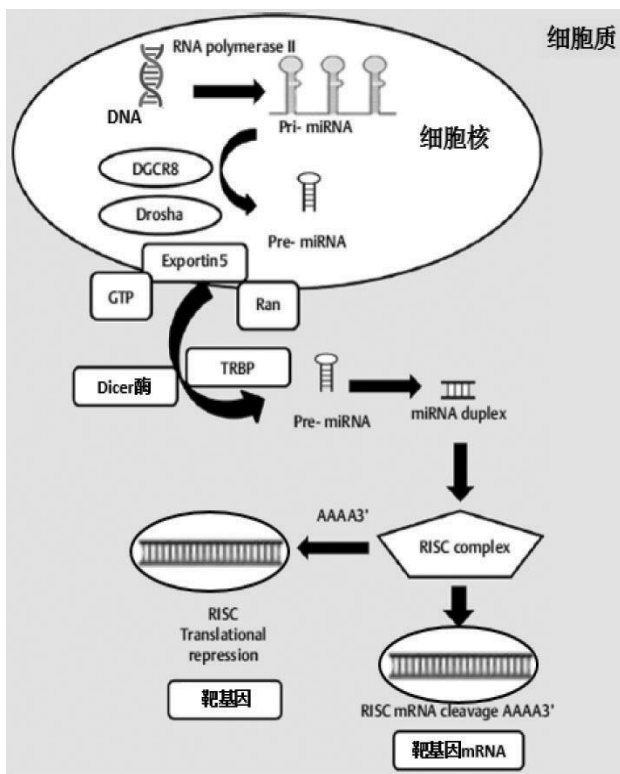 细胞质
RNA polymerase II
DNA
Pri- miRNA
细胞核
DGCR8
Drosha
Pre- miRNA
Exportin5
GTP
Ran
TRBP
Dicer酶
Pre- miRNA
miRNA duplex
AAAA3'
RISC complex
RISC
Translational
repression
靶基因
RISC mRNA cleavage AAAA3'
靶基因mRNA